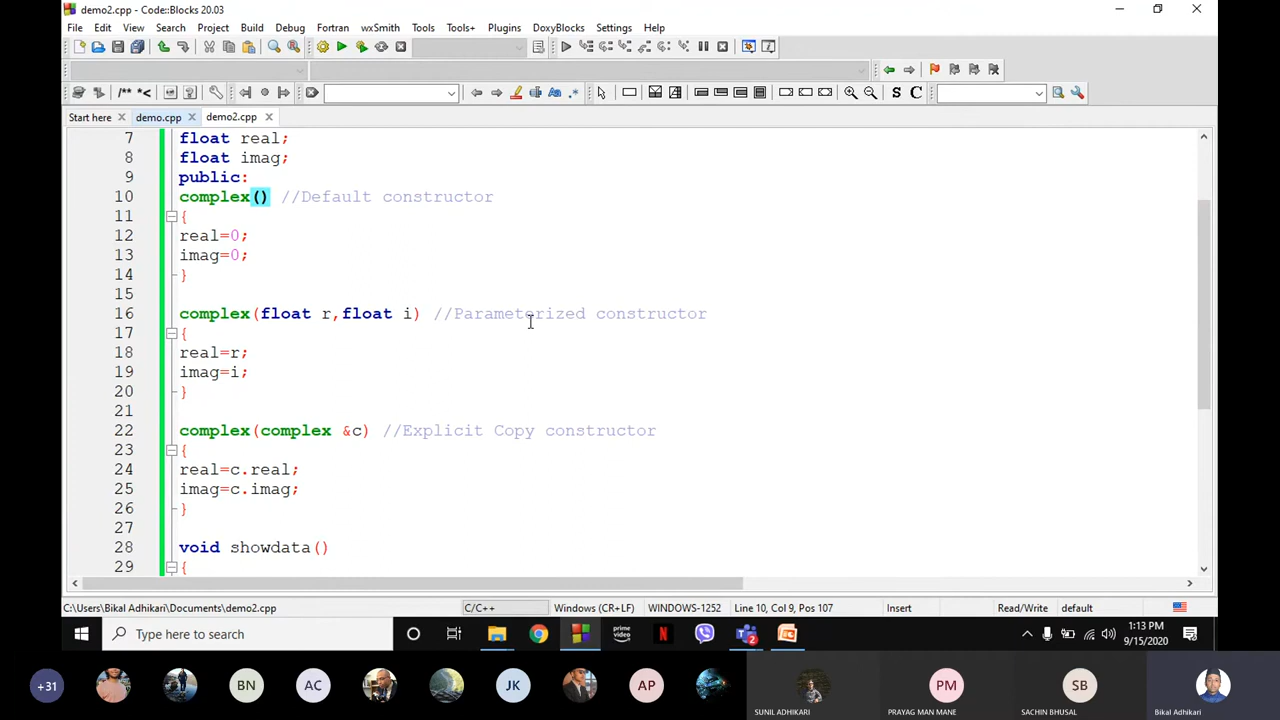 demo2.cpp - Code::Blocks 20.03
File Edit View Search Project Build Debug Fortran wxSmith Tools Tools+ Plugins DoxyBlocks Settings Help
/** *<
Aa .*
S C
Start here demo.cpp demo2.cpp
7 float real;
8 float imag;
9 public:
10 complex() //Default constructor
11 {
12 real=0;
13 imag=0;
14 }
15
16 complex(float r,float i) //Parameterized constructor
17 {
18 real=r;
19 imag=i;
20 }
21
22 complex(complex &c) //Explicit Copy constructor
23 {
24 real=c.real;
25 imag=c.imag;
26 }
27
28 void showdata()
29 {
C:\Users\Bikal Adhikari\Documents\demo2.cpp C/C++ Windows (CR+LF) WINDOWS-1252 Line 10, Col 9, Pos 107 Insert Read/Write default
Type here to search
prime video
N
2
1:13 PM
9/15/2020
+31 BN AC JK AP PM SB
SUNIL ADHIKARI PRAYAG MAN MANE SACHIN BHUSAL Bikal Adhikari